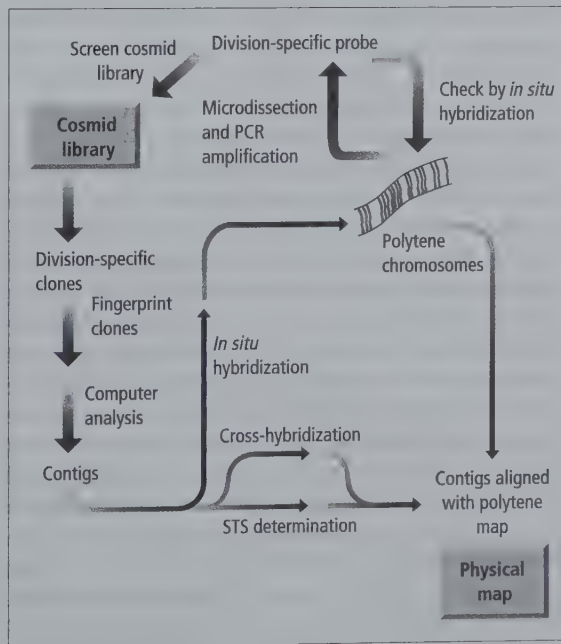 Division-specific probe
Screen cosmid
library
Check by in situ
hybridization
Microdissection
and PCR
amplification
Cosmid
library
Polytene
chromosomes
Division-specific
clones
Fingerprint
clones
In situ
hybridization
Computer
analysis
Cross-hybridization
Contigs
STS determination
Contigs aligned
with polytene
map
Physical
map